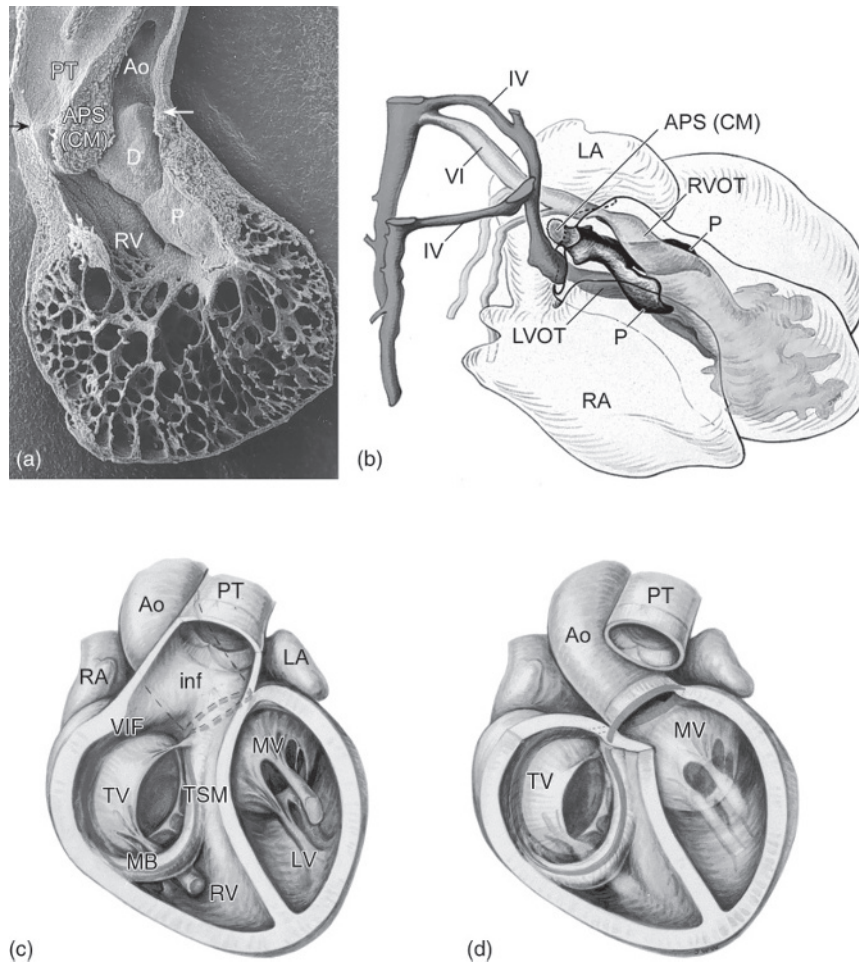 PT
Ao
APS
(CM)
D
P
RV
(a)
IV
APS (CM)
LA
VI
RVOT
P
IV
LVOT
P
RA
(b)
Ao
PT
RA
LA
inf
VIF
MV
TV
TSM
MB
LV
RV
(c)
PT
Ao
MV
TV
(d)